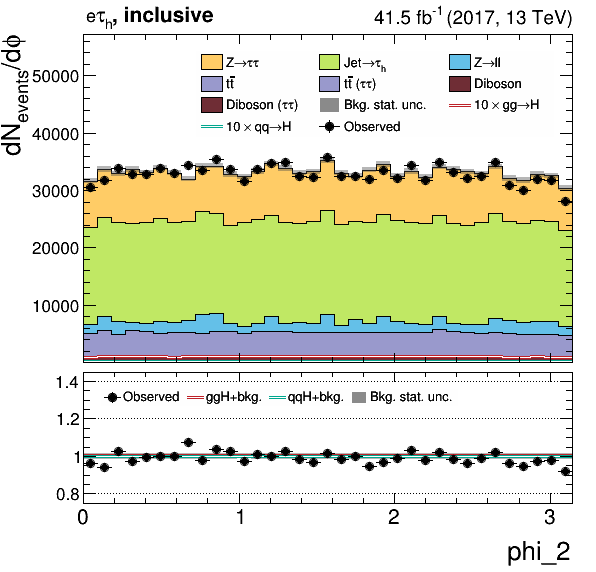 eτh, inclusive 41.5 fb-1 (2017, 13 TeV)
dNevents/dϕ
Z→ττ Jet→τh Z→ll
tt̄ tt̄ (ττ) Diboson
Diboson (ττ) Bkg. stat. unc. 10 × gg→H
10 × qq→H Observed
50000
40000
30000
20000
10000
1.4
Observed ggH+bkg. qqH+bkg. Bkg. stat. unc.
1.2
1
0.8
0 1 2 3
phi_2